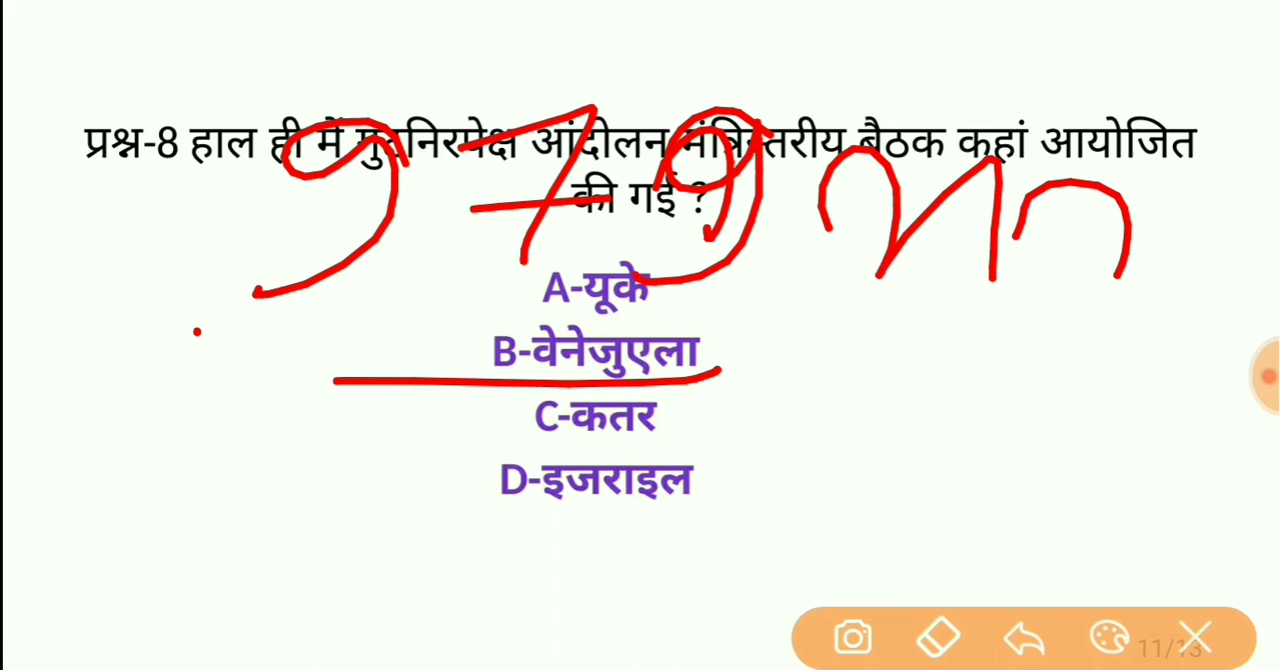 प्रश्न-8 हाल ही में गुटनिरपेक्ष आंदोलन मंत्रिस्तरीय बैठक कहां आयोजित
की गई ?
A-यूके
B-वेनेजुएला
C-कतर
D-इजराइल
11/13